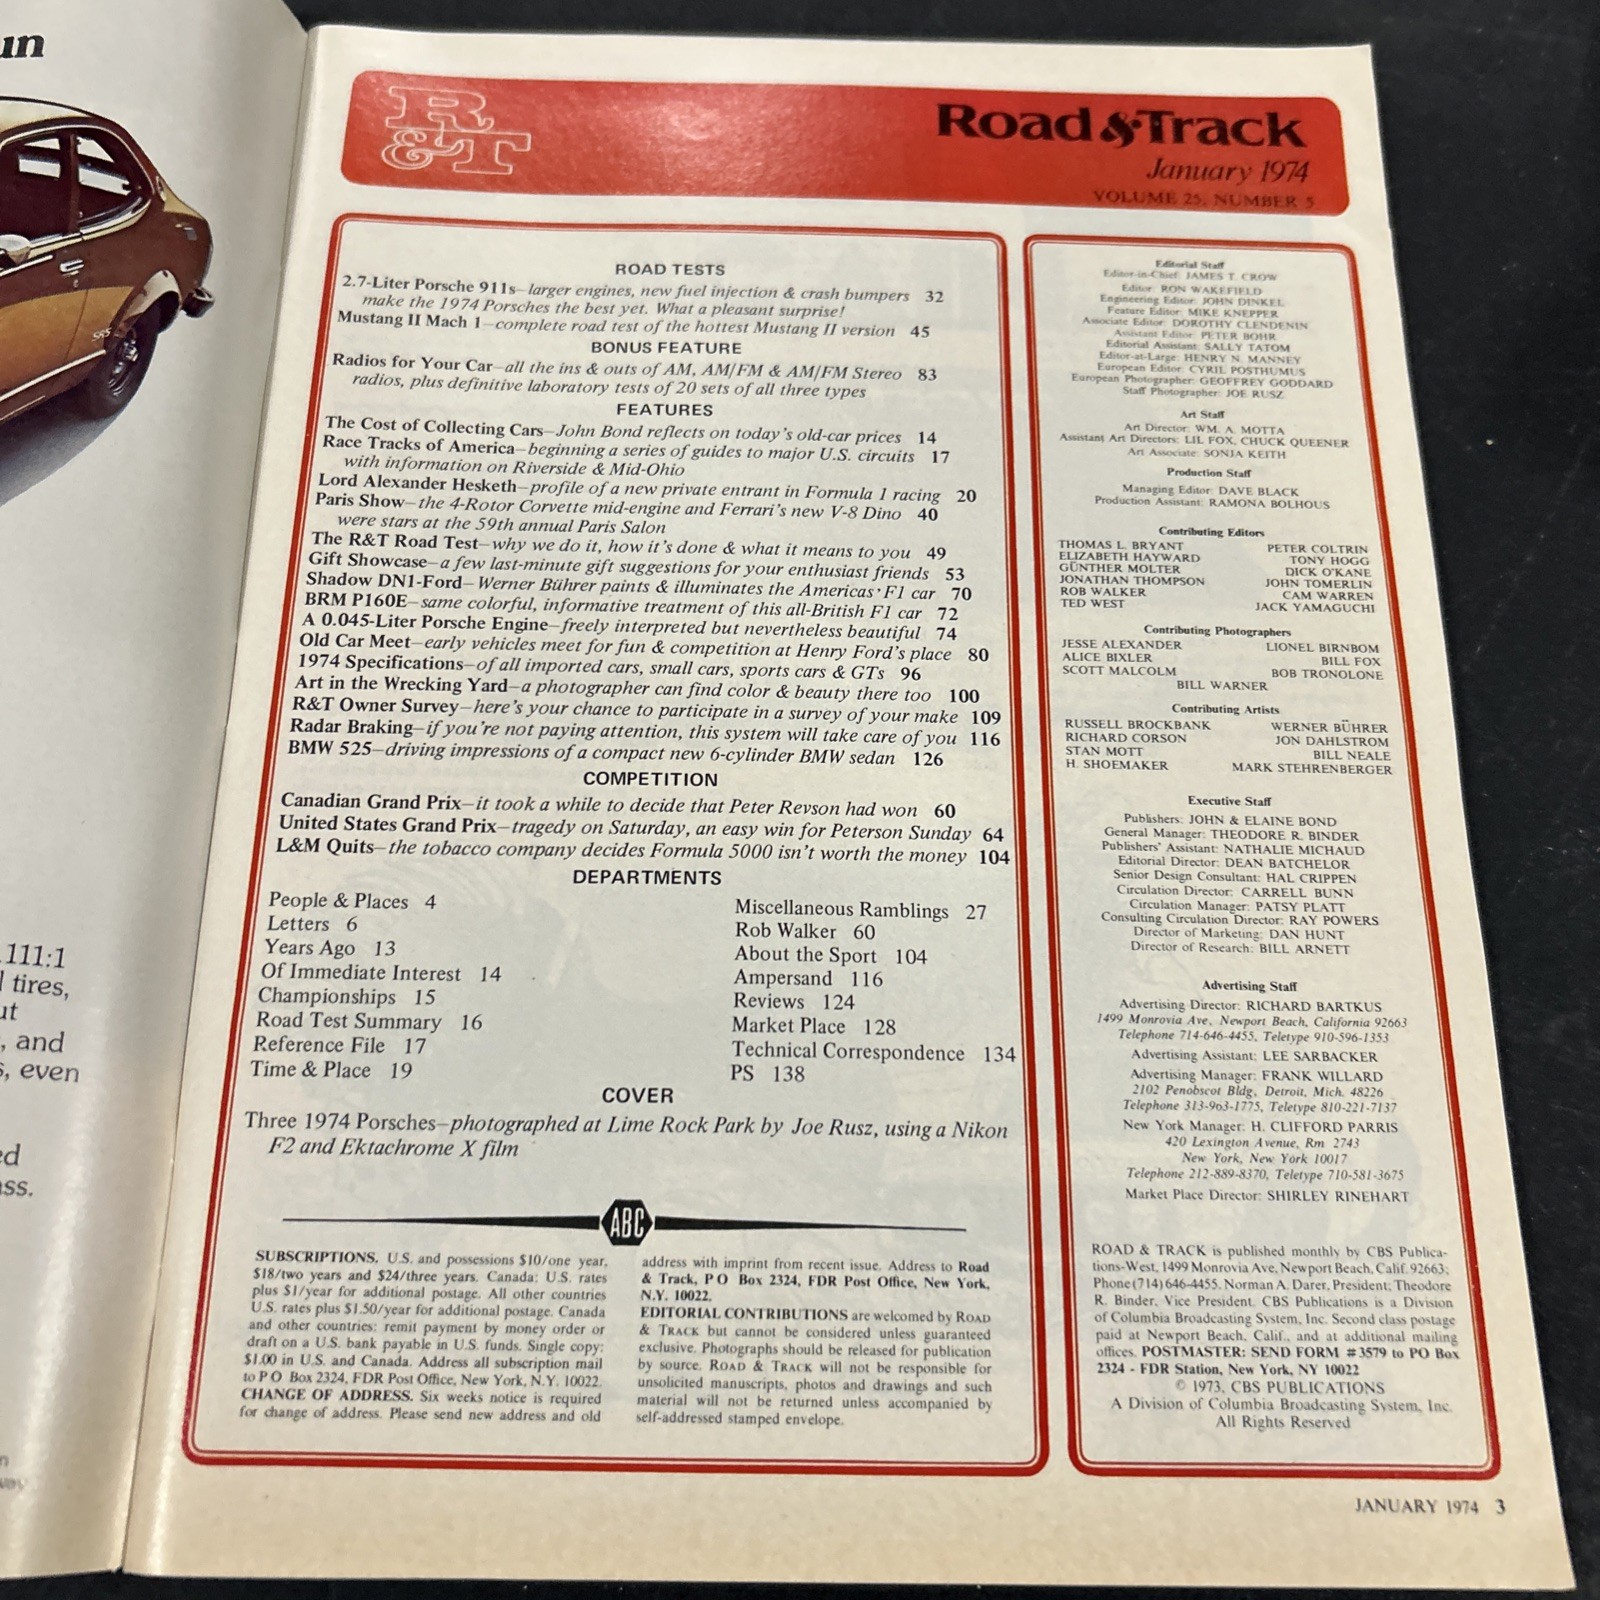 un
111:1
tires,
ut
, and
s, even
ed
ass.
R&T
Road & Track
January 1974
VOLUME 25, NUMBER 5
ROAD TESTS
2.7-Liter Porsche 911s—larger engines, new fuel injection & crash bumpers 32
make the 1974 Porsches the best yet. What a pleasant surprise!
Mustang II Mach 1—complete road test of the hottest Mustang II version 45
BONUS FEATURE
Radios for Your Car—all the ins & outs of AM, AM/FM & AM/FM Stereo 83
radios, plus definitive laboratory tests of 20 sets of all three types
FEATURES
The Cost of Collecting Cars—John Bond reflects on today's old-car prices 14
Race Tracks of America—beginning a series of guides to major U.S. circuits 17
with information on Riverside & Mid-Ohio
Lord Alexander Hesketh—profile of a new private entrant in Formula 1 racing 20
Paris Show—the 4-Rotor Corvette mid-engine and Ferrari's new V-8 Dino 40
were stars at the 59th annual Paris Salon
The R&T Road Test—why we do it, how it's done & what it means to you 49
Gift Showcase—a few last-minute gift suggestions for your enthusiast friends 53
Shadow DN1-Ford—Werner Bührer paints & illuminates the Americas' F1 car 70
BRM P160E—same colorful, informative treatment of this all-British F1 car 72
A 0.045-Liter Porsche Engine—freely interpreted but nevertheless beautiful 74
Old Car Meet—early vehicles meet for fun & competition at Henry Ford's place 80
1974 Specifications—of all imported cars, small cars, sports cars & GTs 96
Art in the Wrecking Yard—a photographer can find color & beauty there too 100
R&T Owner Survey—here's your chance to participate in a survey of your make 109
Radar Braking—if you're not paying attention, this system will take care of you 116
BMW 525—driving impressions of a compact new 6-cylinder BMW sedan 126
COMPETITION
Canadian Grand Prix—it took a while to decide that Peter Revson had won 60
United States Grand Prix—tragedy on Saturday, an easy win for Peterson Sunday 64
L&M Quits—the tobacco company decides Formula 5000 isn't worth the money 104
DEPARTMENTS
People & Places 4
Letters 6
Years Ago 13
Of Immediate Interest 14
Championships 15
Road Test Summary 16
Reference File 17
Time & Place 19
Miscellaneous Ramblings 27
Rob Walker 60
About the Sport 104
Ampersand 116
Reviews 124
Market Place 128
Technical Correspondence 134
PS 138
COVER
Three 1974 Porsches—photographed at Lime Rock Park by Joe Rusz, using a Nikon
F2 and Ektachrome X film
ABC
SUBSCRIPTIONS. U.S. and possessions $10/one year,
$18/two years and $24/three years. Canada: U.S. rates
plus $1/year for additional postage. All other countries
U.S. rates plus $1.50/year for additional postage. Canada
and other countries: remit payment by money order or
draft on a U.S. bank payable in U.S. funds. Single copy:
$1.00 in U.S. and Canada. Address all subscription mail
to P O Box 2324, FDR Post Office, New York, N.Y. 10022.
CHANGE OF ADDRESS. Six weeks notice is required
for change of address. Please send new address and old
address with imprint from recent issue. Address to Road
& Track, P O Box 2324, FDR Post Office, New York,
N.Y. 10022.
EDITORIAL CONTRIBUTIONS are welcomed by ROAD
& TRACK but cannot be considered unless guaranteed
exclusive. Photographs should be released for publication
by source. ROAD & TRACK will not be responsible for
unsolicited manuscripts, photos and drawings and such
material will not be returned unless accompanied by
self-addressed stamped envelope.
Editorial Staff
Editor-in-Chief: JAMES T. CROW
Editor: RON WAKEFIELD
Engineering Editor: JOHN DINKEL
Feature Editor: MIKE KNEPPER
Associate Editor: DOROTHY CLENDENIN
Assistant Editor: PETER BOHR
Editorial Assistant: SALLY TATOM
Editor-at-Large: HENRY N. MANNEY
European Editor: CYRIL POSTHUMUS
European Photographer: GEOFFREY GODDARD
Staff Photographer: JOE RUSZ
Art Staff
Art Director: WM. A. MOTTA
Assistant Art Directors: LIL FOX, CHUCK QUEENER
Art Associate: SONJA KEITH
Production Staff
Managing Editor: DAVE BLACK
Production Assistant: RAMONA BOLHOUS
Contributing Editors
THOMAS L. BRYANT PETER COLTRIN
ELIZABETH HAYWARD TONY HOGG
GÜNTHER MOLTER DICK O'KANE
JONATHAN THOMPSON JOHN TOMERLIN
ROB WALKER CAM WARREN
TED WEST JACK YAMAGUCHI
Contributing Photographers
JESSE ALEXANDER LIONEL BIRNBOM
ALICE BIXLER BILL FOX
SCOTT MALCOLM BOB TRONOLONE
BILL WARNER
Contributing Artists
RUSSELL BROCKBANK WERNER BÜHRER
RICHARD CORSON JON DAHLSTROM
STAN MOTT BILL NEALE
H. SHOEMAKER MARK STEHRENBERGER
Executive Staff
Publishers: JOHN & ELAINE BOND
General Manager: THEODORE R. BINDER
Publishers' Assistant: NATHALIE MICHAUD
Editorial Director: DEAN BATCHELOR
Senior Design Consultant: HAL CRIPPEN
Circulation Director: CARRELL BUNN
Circulation Manager: PATSY PLATT
Consulting Circulation Director: RAY POWERS
Director of Marketing: DAN HUNT
Director of Research: BILL ARNETT
Advertising Staff
Advertising Director: RICHARD BARTKUS
1499 Monrovia Ave, Newport Beach, California 92663
Telephone 714-646-4455, Teletype 910-596-1353
Advertising Assistant: LEE SARBACKER
Advertising Manager: FRANK WILLARD
2102 Penobscot Bldg, Detroit, Mich. 48226
Telephone 313-963-1775, Teletype 810-221-7137
New York Manager: H. CLIFFORD PARRIS
420 Lexington Avenue, Rm 2743
New York, New York 10017
Telephone 212-889-8370, Teletype 710-581-3675
Market Place Director: SHIRLEY RINEHART
ROAD & TRACK is published monthly by CBS Publica-
tions-West, 1499 Monrovia Ave, Newport Beach, Calif. 92663;
Phone (714) 646-4455. Norman A. Darer, President; Theodore
R. Binder, Vice President. CBS Publications is a Division
of Columbia Broadcasting System, Inc. Second class postage
paid at Newport Beach, Calif., and at additional mailing
offices. POSTMASTER: SEND FORM #3579 to PO Box
2324 - FDR Station, New York, NY 10022
© 1973, CBS PUBLICATIONS
A Division of Columbia Broadcasting System, Inc.
All Rights Reserved
JANUARY 1974 3